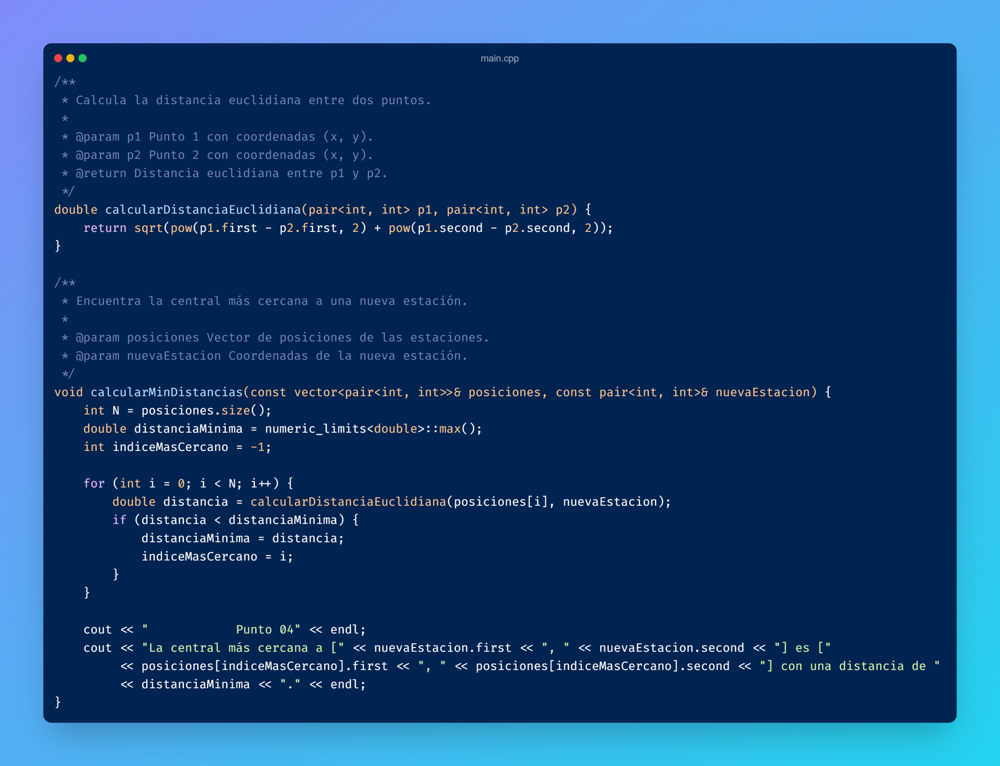 main.cpp
/**
 * Calcula la distancia euclidiana entre dos puntos.
 *
 * @param p1 Punto 1 con coordenadas (x, y).
 * @param p2 Punto 2 con coordenadas (x, y).
 * @return Distancia euclidiana entre p1 y p2.
 */
double calcularDistanciaEuclidiana(pair<int, int> p1, pair<int, int> p2) {
    return sqrt(pow(p1.first - p2.first, 2) + pow(p1.second - p2.second, 2));
}

/**
 * Encuentra la central más cercana a una nueva estación.
 *
 * @param posiciones Vector de posiciones de las estaciones.
 * @param nuevaEstacion Coordenadas de la nueva estación.
 */
void calcularMinDistancias(const vector<pair<int, int>>& posiciones, const pair<int, int>& nuevaEstacion) {
    int N = posiciones.size();
    double distanciaMinima = numeric_limits<double>::max();
    int indiceMasCercano = -1;

    for (int i = 0; i < N; i++) {
        double distancia = calcularDistanciaEuclidiana(posiciones[i], nuevaEstacion);
        if (distancia < distanciaMinima) {
            distanciaMinima = distancia;
            indiceMasCercano = i;
        }
    }

    cout << "            Punto 04" << endl;
    cout << "La central más cercana a [" << nuevaEstacion.first << ", " << nuevaEstacion.second << "] es ["
         << posiciones[indiceMasCercano].first << ", " << posiciones[indiceMasCercano].second << "] con una distancia de "
         << distanciaMinima << "." << endl;
}